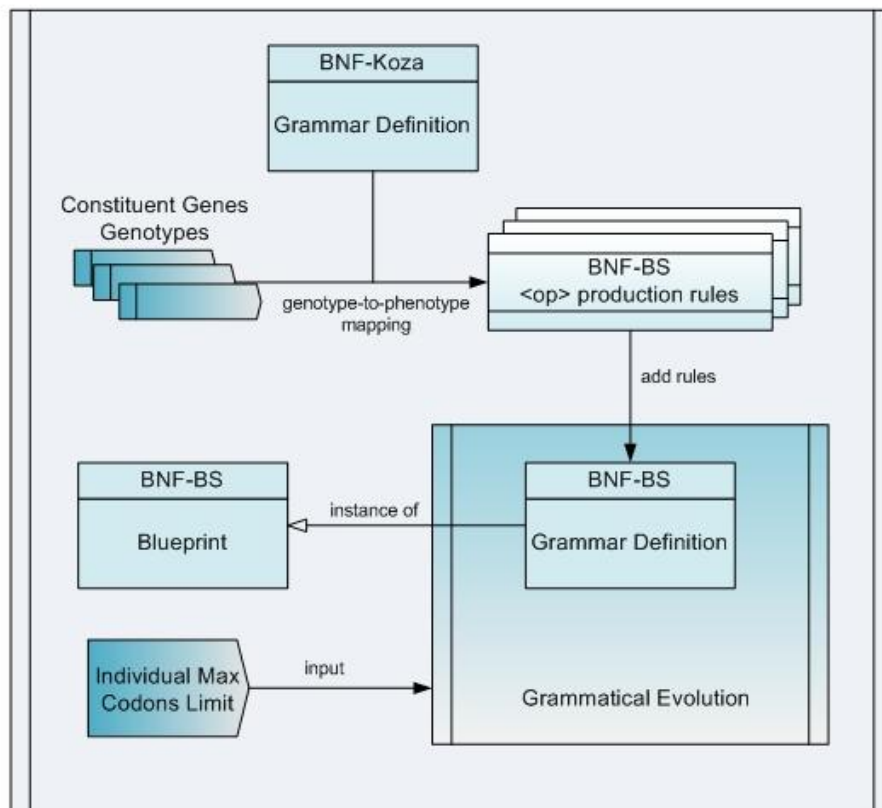 BNF-Koza
Grammar Definition
Constituent Genes
Genotypes
genotype-to-phenotype
mapping
BNF-BS
<op> production rules
add rules
BNF-BS
Blueprint
instance of
BNF-BS
Grammar Definition
Individual Max
Codons Limit
input
Grammatical Evolution